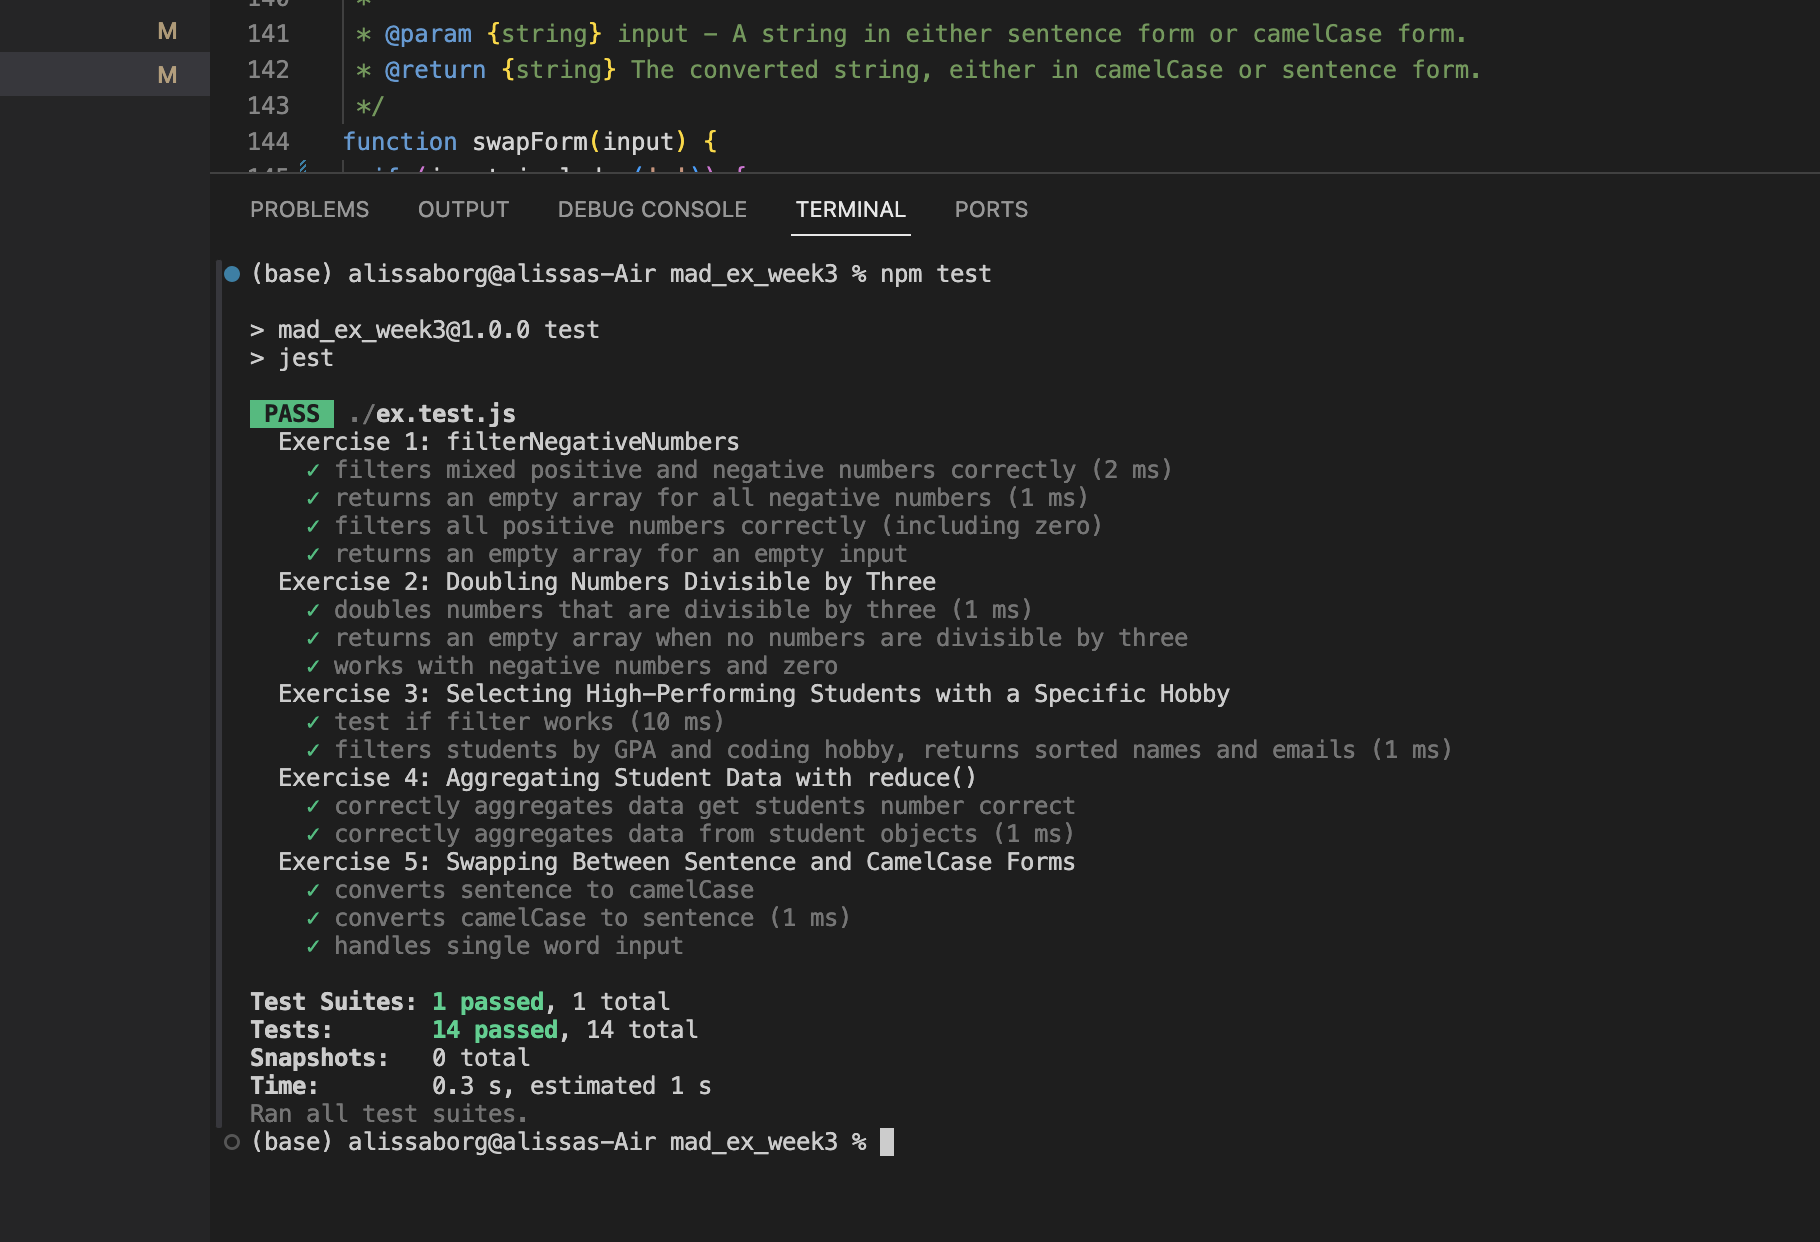 M
M
140 *
141 * @param {string} input - A string in either sentence form or camelCase form.
142 * @return {string} The converted string, either in camelCase or sentence form.
143 */
144 function swapForm(input) {
PROBLEMS OUTPUT DEBUG CONSOLE TERMINAL PORTS
(base) alissaborg@alissas-Air mad_ex_week3 % npm test
> mad_ex_week3@1.0.0 test
> jest
PASS ./ex.test.js
Exercise 1: filterNegativeNumbers
✓ filters mixed positive and negative numbers correctly (2 ms)
✓ returns an empty array for all negative numbers (1 ms)
✓ filters all positive numbers correctly (including zero)
✓ returns an empty array for an empty input
Exercise 2: Doubling Numbers Divisible by Three
✓ doubles numbers that are divisible by three (1 ms)
✓ returns an empty array when no numbers are divisible by three
✓ works with negative numbers and zero
Exercise 3: Selecting High-Performing Students with a Specific Hobby
✓ test if filter works (10 ms)
✓ filters students by GPA and coding hobby, returns sorted names and emails (1 ms)
Exercise 4: Aggregating Student Data with reduce()
✓ correctly aggregates data get students number correct
✓ correctly aggregates data from student objects (1 ms)
Exercise 5: Swapping Between Sentence and CamelCase Forms
✓ converts sentence to camelCase
✓ converts camelCase to sentence (1 ms)
✓ handles single word input
Test Suites: 1 passed, 1 total
Tests: 14 passed, 14 total
Snapshots: 0 total
Time: 0.3 s, estimated 1 s
Ran all test suites.
(base) alissaborg@alissas-Air mad_ex_week3 %